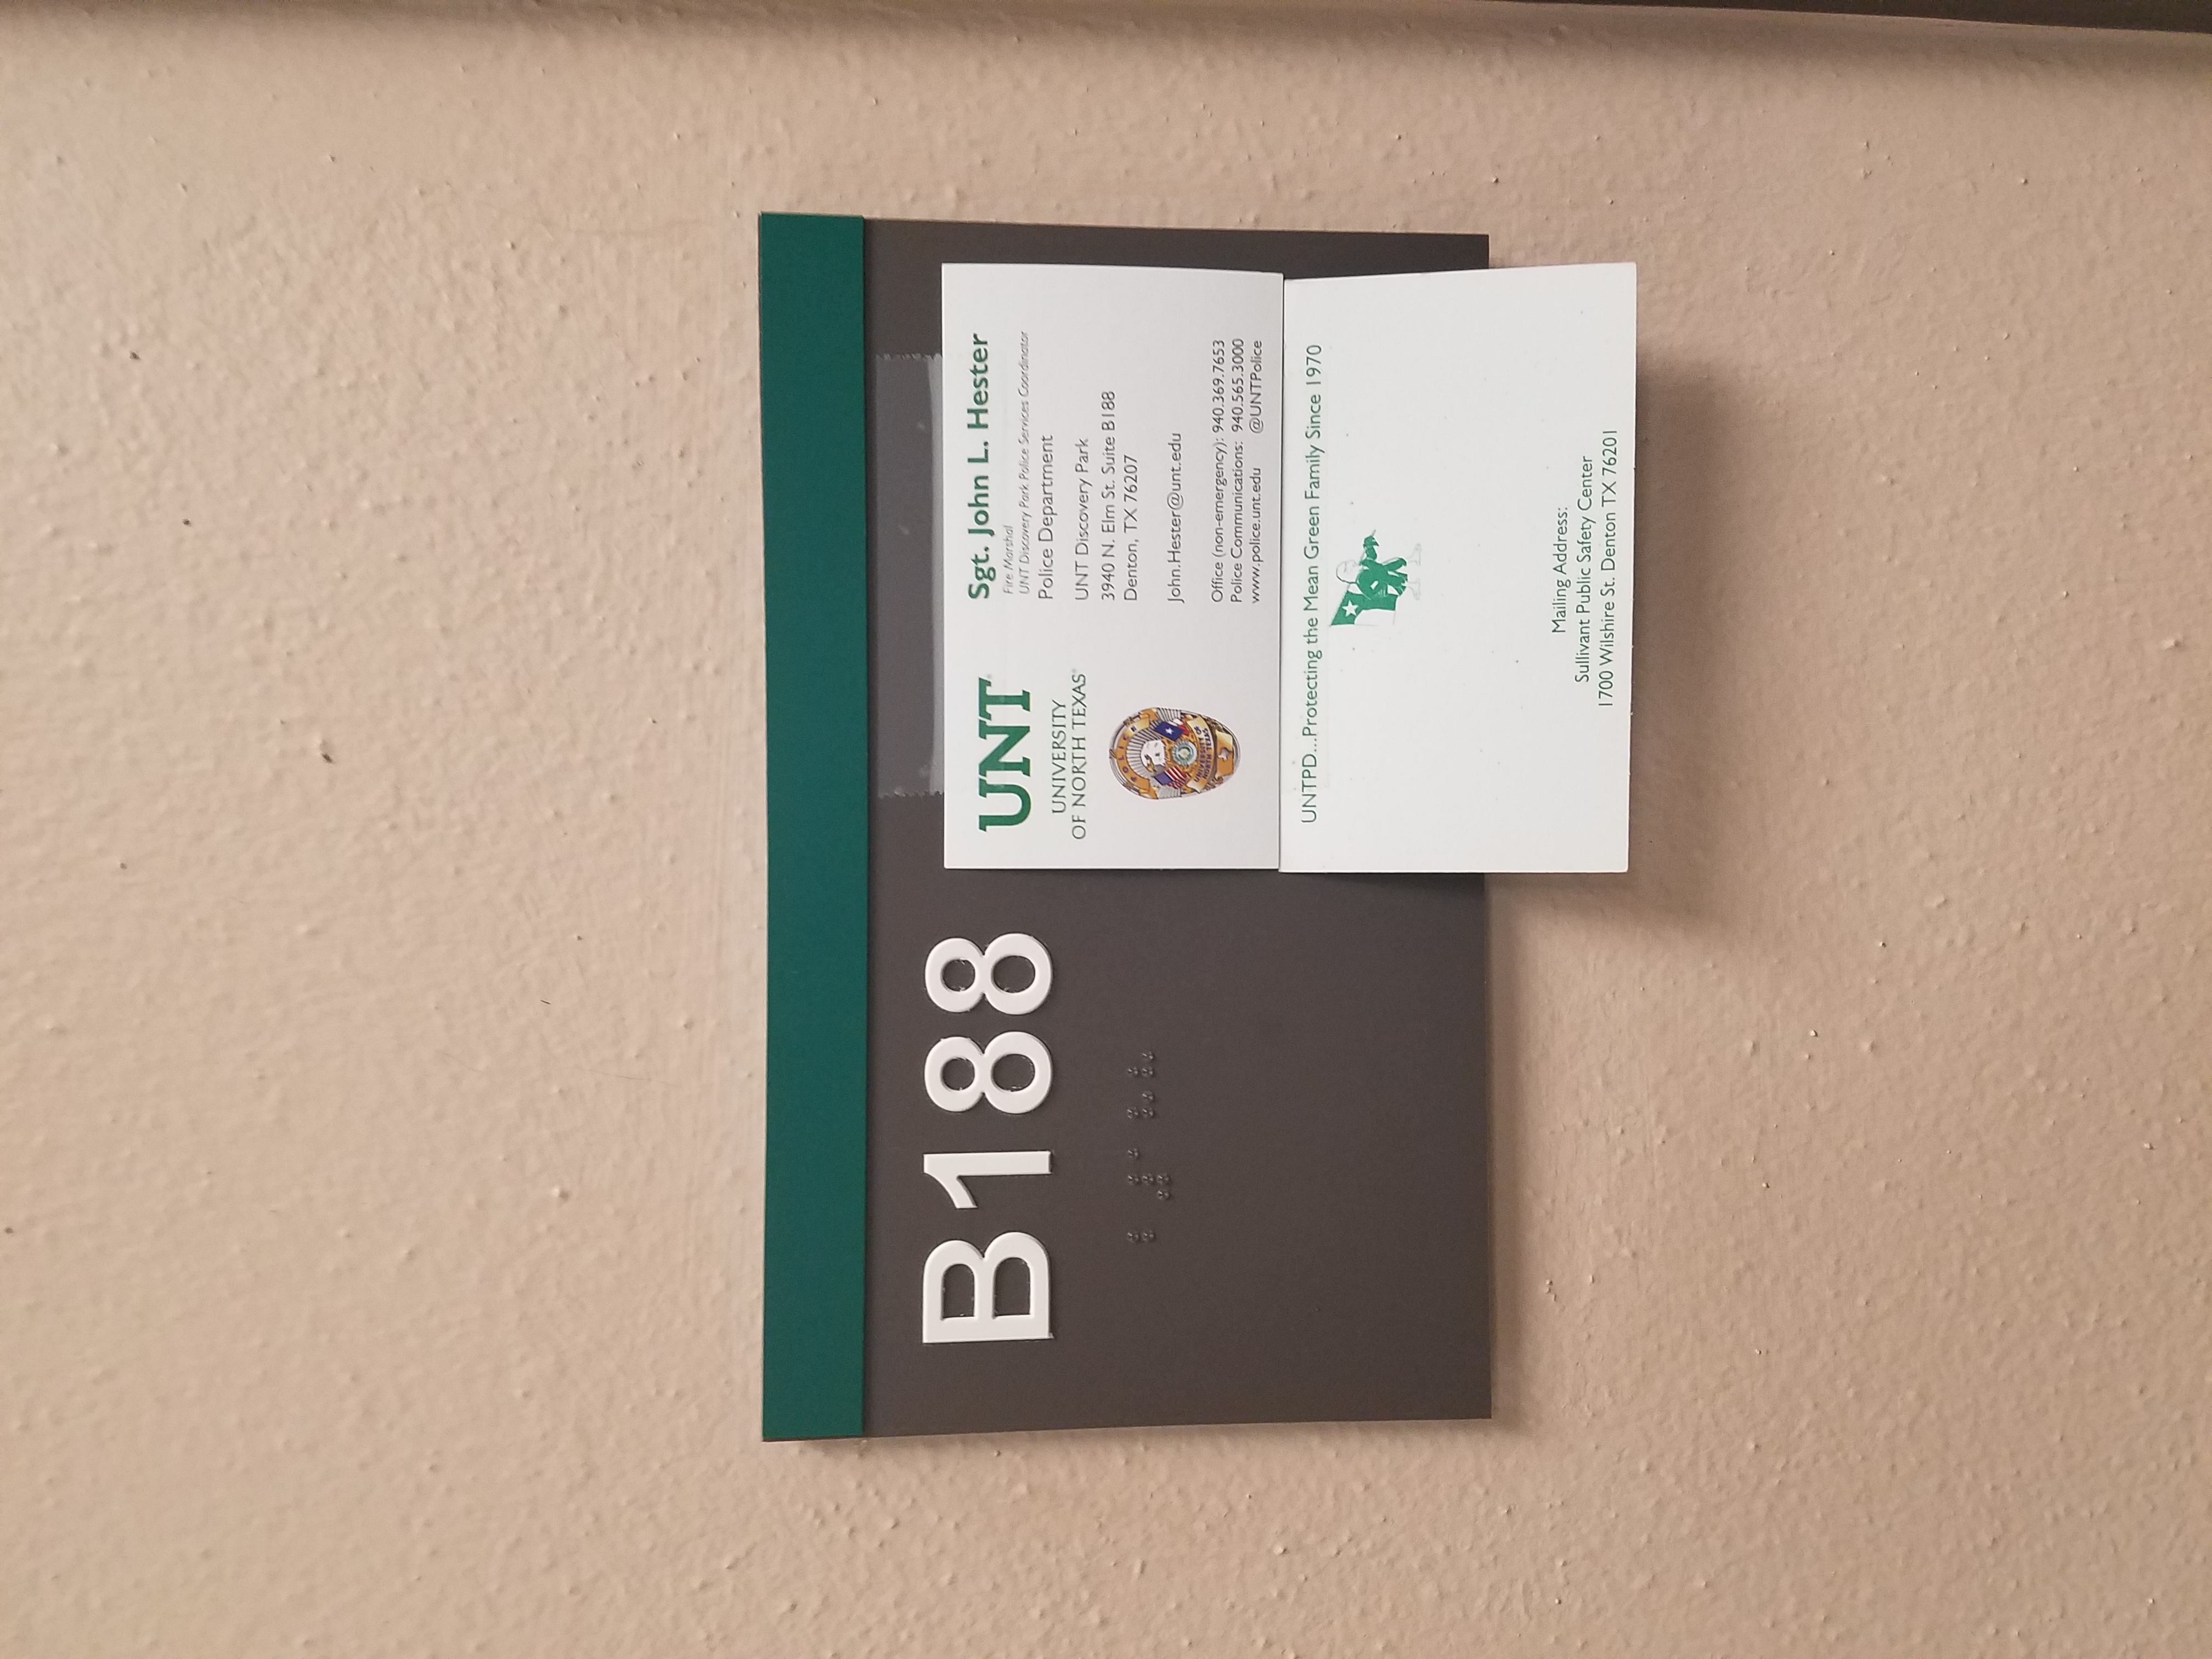 B188
UNT
UNIVERSITY
OF NORTH TEXAS
POLICE
UNIVERSITY OF
NORTH TEXAS
Sgt. John L. Hester
Fire Marshal
UNT Discovery Park Police Services Coordinator
Police Department
UNT Discovery Park
3940 N. Elm St. Suite B188
Denton, TX 76207
John.Hester@unt.edu
Office (non-emergency): 940.369.7653
Police Communications: 940.565.3000
www.police.unt.edu @UNTPolice
UNTPD...Protecting the Mean Green Family Since 1970
Mailing Address:
Sullivant Public Safety Center
1700 Wilshire St. Denton TX 76201